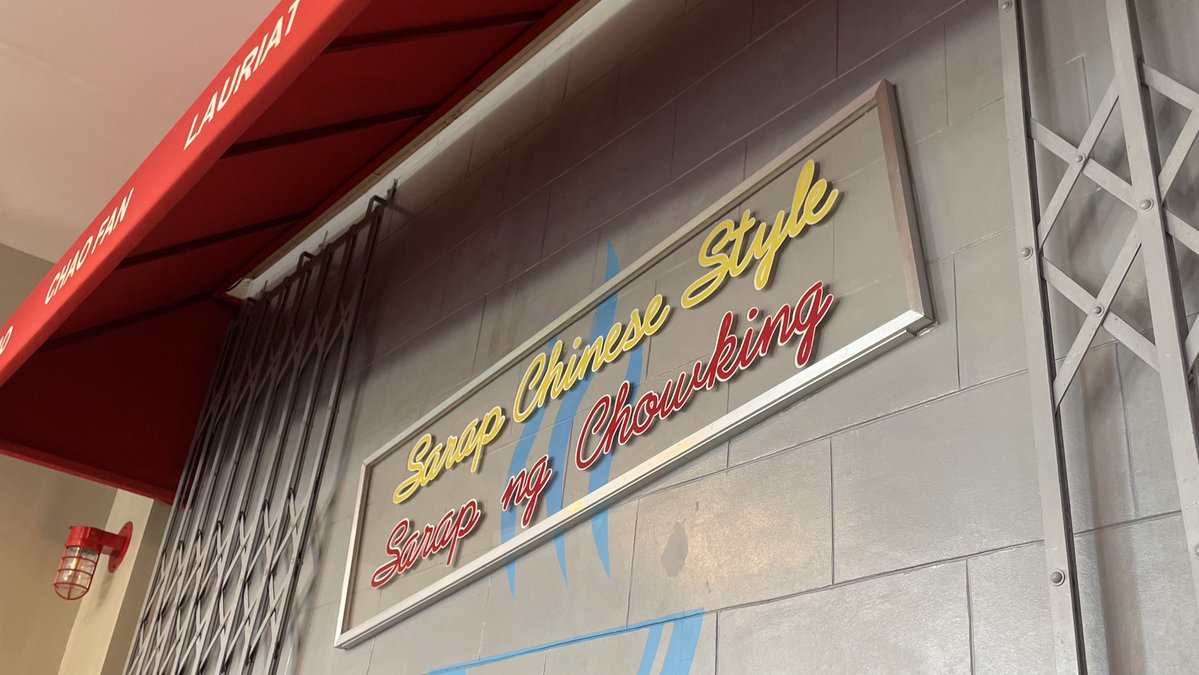 CHAO FAN LAURIAT
Sarap Chinese Style
Sarap ng Chowking